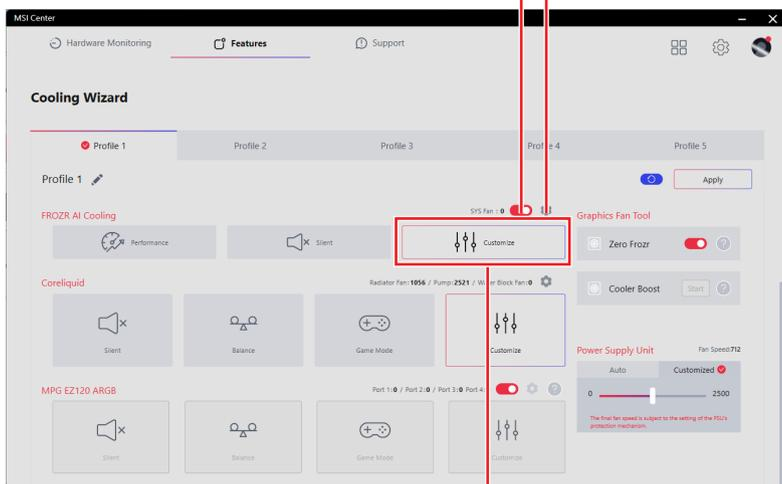 MSI Center
Hardware Monitoring
Features
Support
Cooling Wizard
Profile 1
Profile 2
Profile 3
Profile 4
Profile 5
Profile 1
Apply
FROZR AI Cooling
SYS Fan : 0
Performance
Silent
Customize
Graphics Fan Tool
Zero Frozr
?
Cooler Boost
Start
?
Coreliquid
Radiator Fan:1056 / Pump:2521 / Water Block Fan:0
Silent
Balance
Game Mode
Customize
Power Supply Unit
Fan Speed:712
Auto
Customized
0
2500
The final fan speed is subject to the setting of the PSU's
protection mechanism.
MPG EZ120 ARGB
Port 1:0 / Port 2:0 / Port 3:0 Port 4:
?
Silent
Balance
Game Mode
Customize